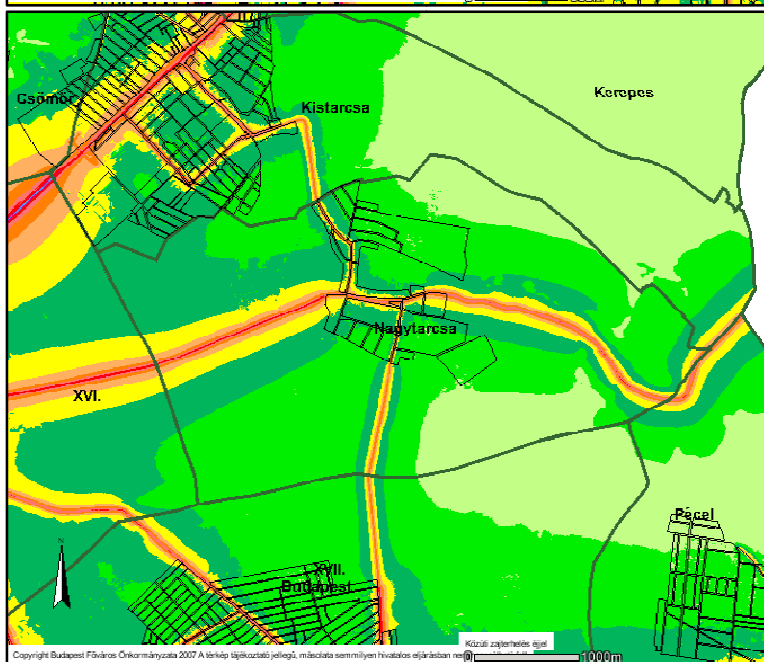 Csömör
Kistarcsa
Kerepes
Nagytarcsa
XVI.
Pécel
XVII.
Budapest
N
Közúti zajterhelés éjjel
Copyright Budapest Főváros Önkormányzata 2007 A térkép tájékoztató jellegű, másolata semmilyen hivatalos eljárásban
0 1000m